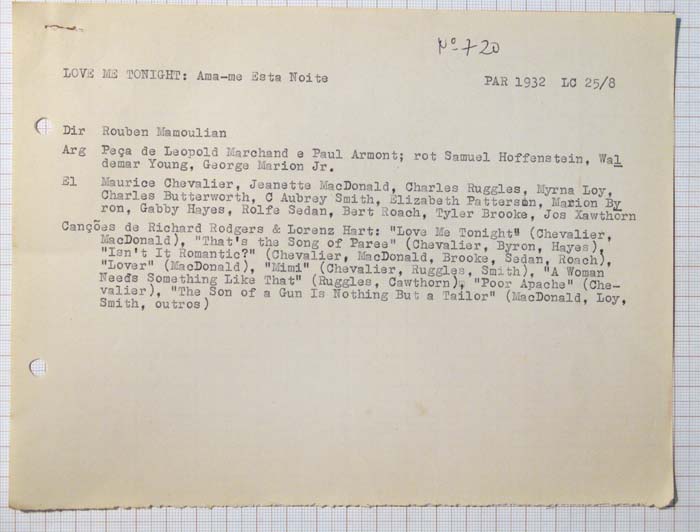 Nº 720
LOVE ME TONIGHT: Ama-me Esta Noite PAR 1932 LC 25/8
Dir Rouben Mamoulian
Arg Peça de Leopold Marchand e Paul Armont; rot Samuel Hoffenstein, Wal
demar Young, George Marion Jr.
El Maurice Chevalier, Jeanette MacDonald, Charles Ruggles, Myrna Loy,
Charles Butterworth, C Aubrey Smith, Elizabeth Patterson, Marion By
ron, Gabby Hayes, Rolfe Sedan, Bert Roach, Tyler Brooke, Jos Xawthorn
Canções de Richard Rodgers & Lorenz Hart: "Love Me Tonight" (Chevalier,
MacDonald), "That's the Song of Paree" (Chevalier, Byron, Hayes),
"Isn't It Romantic?" (Chevalier, MacDonald, Brooke, Sedan, Roach),
"Lover" (MacDonald), "Mimi" (Chevalier, Ruggles, Smith), "A Woman
Needs Something Like That" (Ruggles, Cawthorn), "Poor Apache" (Che-
valier), "The Son of a Gun Is Nothing But a Tailor" (MacDonald, Loy,
Smith, outros)